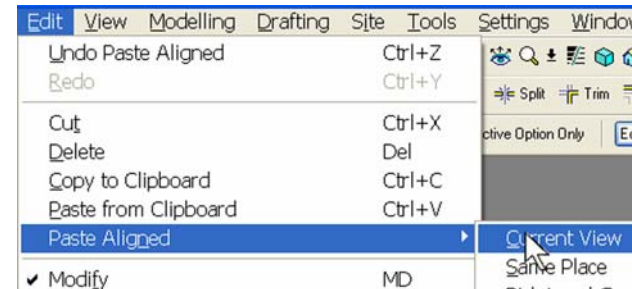 Edit View Modelling Drafting Site Tools Settings Window
Undo Paste Aligned Ctrl+Z
Redo Ctrl+Y
Split Trim
Cut Ctrl+X
ctive Option Only
Delete Del
Copy to Clipboard Ctrl+C
Paste from Clipboard Ctrl+V
Paste Aligned Current View
Same Place
Modify MD